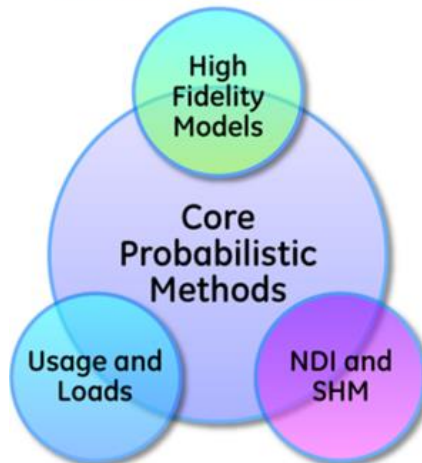 High
Fidelity
Models
Core
Probabilistic
Methods
Usage and
Loads
NDI and
SHM